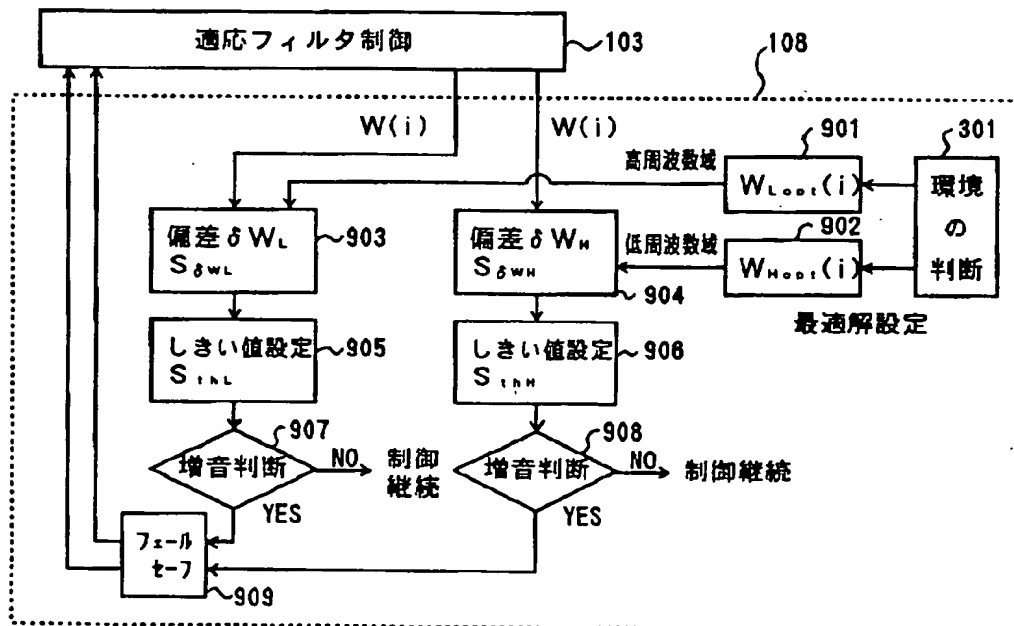 適応フィルタ制御
103
108
W(i)
W(i)
高周波数域
901
WLopt(i)
301
環境の判断
902
低周波数域
WHopt(i)
最適解設定
偏差δWL
SδWL
903
偏差δWH
SδWH
904
しきい値設定
SthL
905
しきい値設定
SthH
906
907
増音判断
NO
制御
継続
YES
908
増音判断
NO
制御継続
YES
フェール
セーフ
909